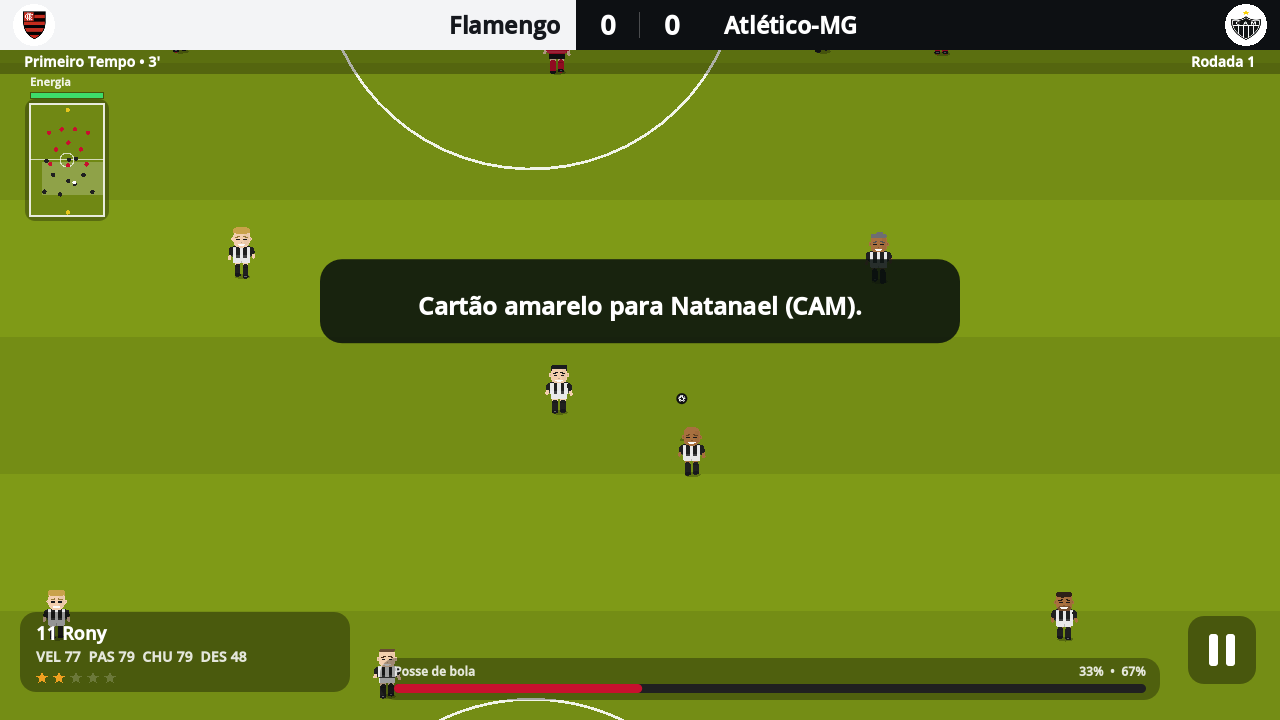 Flamengo 0 0 Atlético-MG
Primeiro Tempo • 3'
Rodada 1
Energia
Cartão amarelo para Natanael (CAM).
11 Rony
VEL 77 PAS 79 CHU 79 DES 48
Posse de bola
33% • 67%